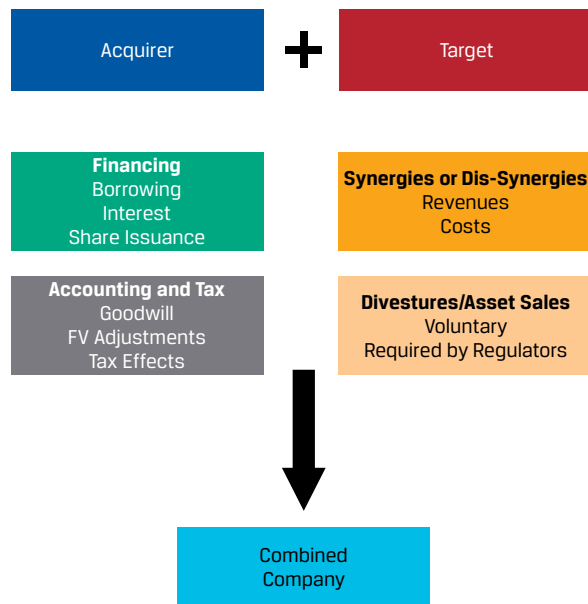 Acquirer
Target
Financing
Borrowing
Interest
Share Issuance
Synergies or Dis-Synergies
Revenues
Costs
Accounting and Tax
Goodwill
FV Adjustments
Tax Effects
Divestures/Asset Sales
Voluntary
Required by Regulators
Combined
Company